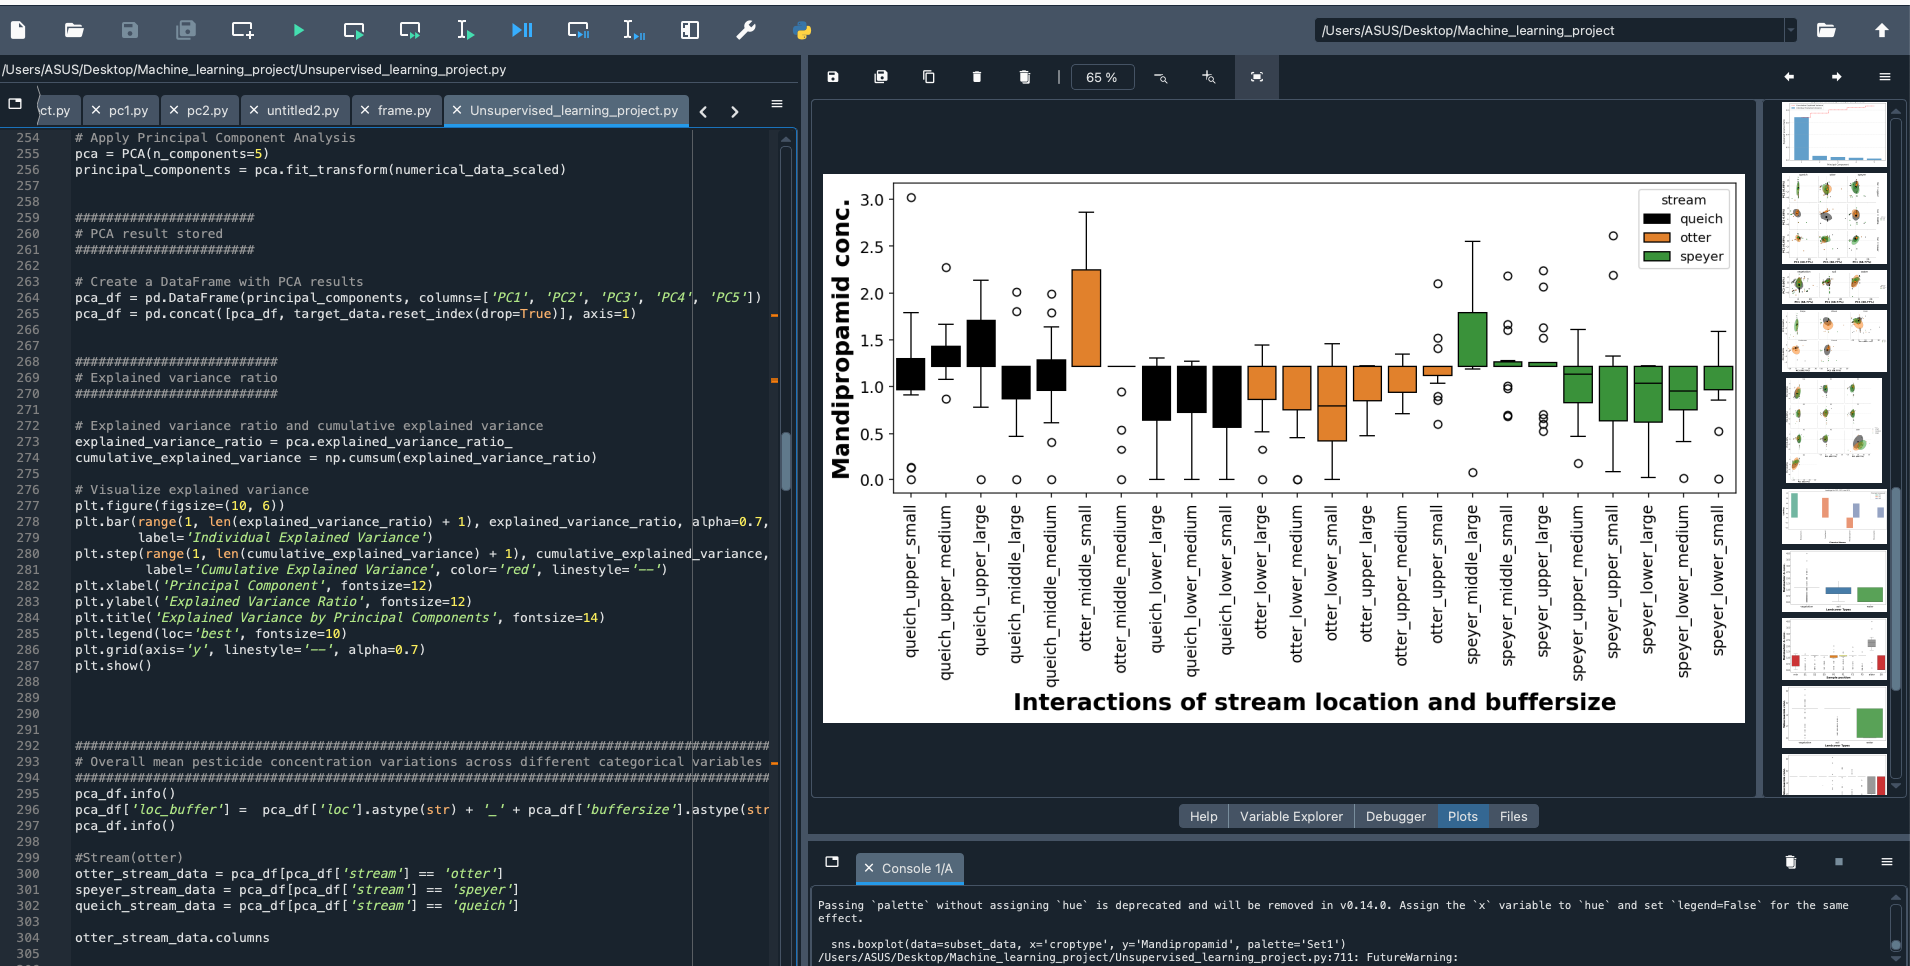 /Users/ASUS/Desktop/Machine_learning_project
/Users/ASUS/Desktop/Machine_learning_project/Unsupervised_learning_project.py
ct.py
pc1.py
pc2.py
untitled2.py
frame.py
Unsupervised_learning_project.py
254 # Apply Principal Component Analysis
255 pca = PCA(n_components=5)
256 principal_components = pca.fit_transform(numerical_data_scaled)
257
258
259 #######################
260 # PCA result stored
261 #######################
262
263 # Create a DataFrame with PCA results
264 pca_df = pd.DataFrame(principal_components, columns=['PC1', 'PC2', 'PC3', 'PC4', 'PC5'])
265 pca_df = pd.concat([pca_df, target_data.reset_index(drop=True)], axis=1)
266
267
268 ##########################
269 # Explained variance ratio
270 ##########################
271
272 # Explained variance ratio and cumulative explained variance
273 explained_variance_ratio = pca.explained_variance_ratio_
274 cumulative_explained_variance = np.cumsum(explained_variance_ratio)
275
276 # Visualize explained variance
277 plt.figure(figsize=(10, 6))
278 plt.bar(range(1, len(explained_variance_ratio) + 1), explained_variance_ratio, alpha=0.7,
279 label='Individual Explained Variance')
280 plt.step(range(1, len(cumulative_explained_variance) + 1), cumulative_explained_variance,
281 label='Cumulative Explained Variance', color='red', linestyle='--')
282 plt.xlabel('Principal Component', fontsize=12)
283 plt.ylabel('Explained Variance Ratio', fontsize=12)
284 plt.title('Explained Variance by Principal Components', fontsize=14)
285 plt.legend(loc='best', fontsize=10)
286 plt.grid(axis='y', linestyle='--', alpha=0.7)
287 plt.show()
288
289
290
291
292 #########################################################################################
293 # Overall mean pesticide concentration variations across different categorical variables
294 #########################################################################################
295 pca_df.info()
296 pca_df['loc_buffer'] =  pca_df['loc'].astype(str) + '_' + pca_df['buffersize'].astype(str
297 pca_df.info()
298
299 #Stream(otter)
300 otter_stream_data = pca_df[pca_df['stream'] == 'otter']
301 speyer_stream_data = pca_df[pca_df['stream'] == 'speyer']
302 queich_stream_data = pca_df[pca_df['stream'] == 'queich']
303
304 otter_stream_data.columns
305
65 %
Mandipropamid conc.
3.0
2.5
2.0
1.5
1.0
0.5
0.0
stream
queich
otter
speyer
queich_upper_small
queich_upper_medium
queich_upper_large
queich_middle_large
queich_middle_medium
otter_middle_small
otter_middle_medium
queich_lower_large
queich_lower_medium
queich_lower_small
otter_lower_large
otter_lower_medium
otter_lower_small
otter_upper_large
otter_upper_medium
otter_upper_small
speyer_middle_large
speyer_middle_small
speyer_upper_large
speyer_upper_medium
speyer_upper_small
speyer_lower_large
speyer_lower_medium
speyer_lower_small
Interactions of stream location and buffersize
Help
Variable Explorer
Debugger
Plots
Files
Console 1/A
Passing `palette` without assigning `hue` is deprecated and will be removed in v0.14.0. Assign the `x` variable to `hue` and set `legend=False` for the same
effect.
sns.boxplot(data=subset_data, x='croptype', y='Mandipropamid', palette='Set1')
/Users/ASUS/Desktop/Machine_learning_project/Unsupervised_learning_project.py:711: FutureWarning: